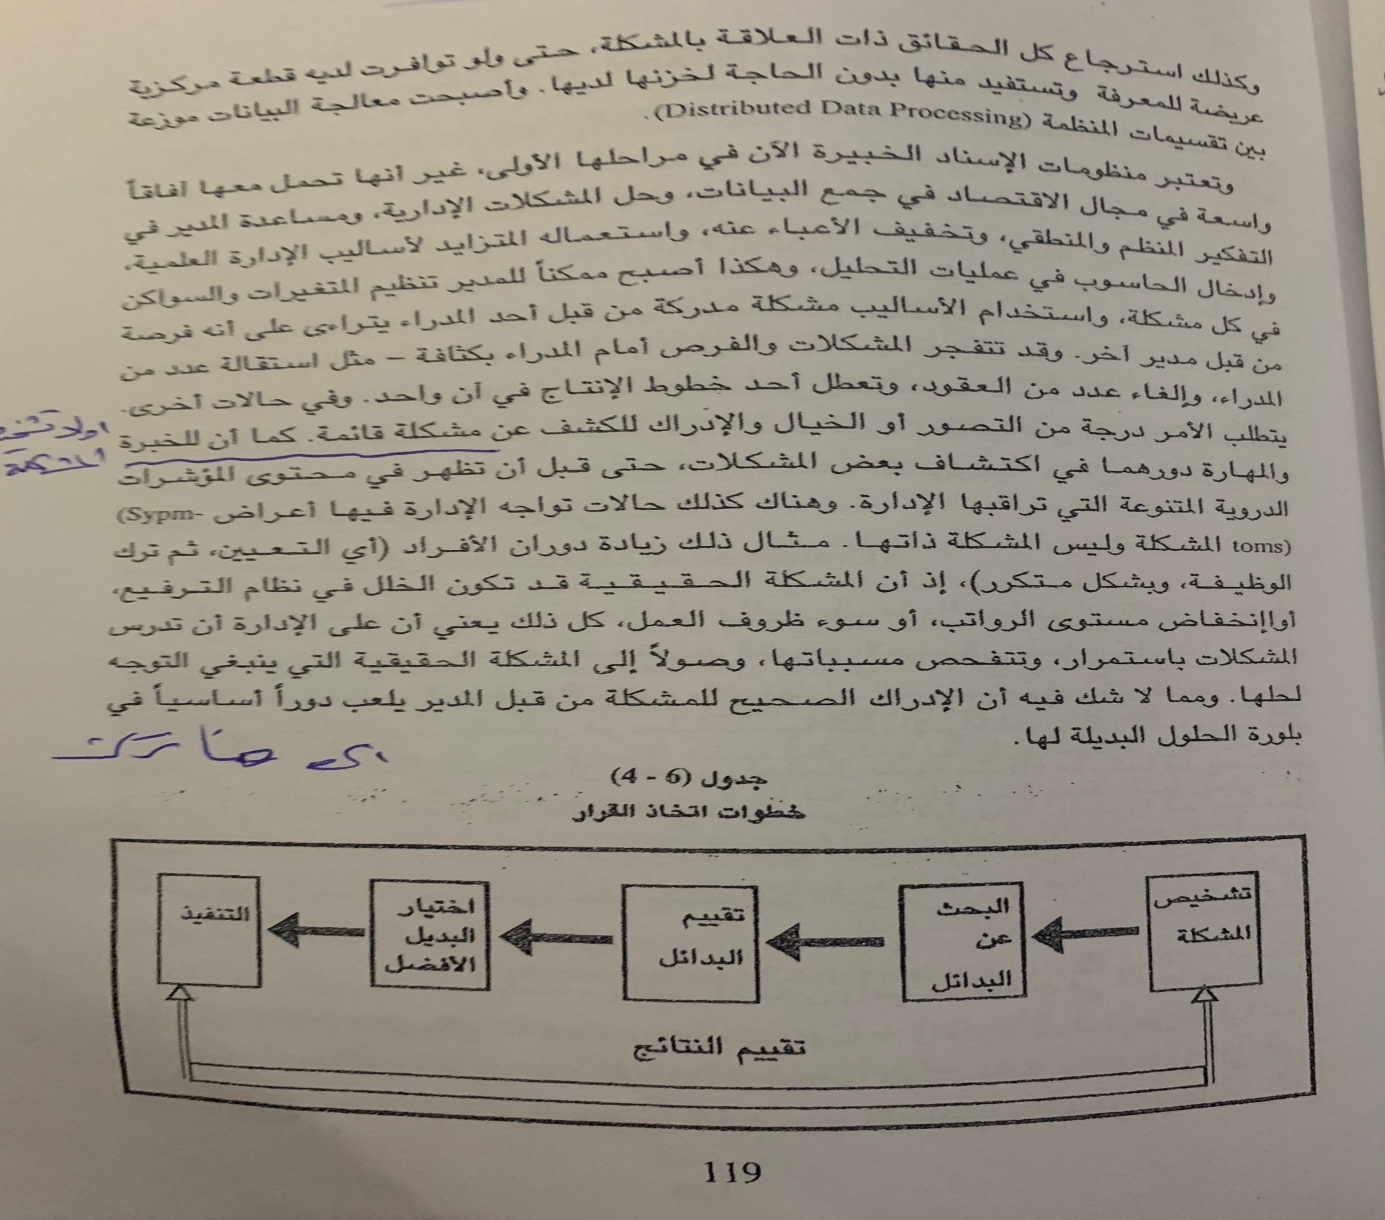 وكذلك استرجاع كل الحقائق ذات العلاقة بالمشكلة، حتى ولو توافرت لديه قطعة مركزية
عريضة للمعرفة وتستفيد منها بدون الحاجة لخزنها لديها. وأصبحت معالجة البيانات موزعة
بين تقسيمات المنظمة (Distributed Data Processing).
وتعتبر منظومات الإسناد الخبيرة الآن في مراحلها الأولى، غير أنها تحمل معها آفاقاً
واسعة في مجال الاقتصاد في جمع البيانات، وحل المشكلات الإدارية، ومساعدة المدير في
التفكير المنظم والمنطقي، وتخفيف الأعباء عنه، واستعماله المتزايد لأساليب الإدارة العلمية،
وإدخال الحاسوب في عمليات التحليل، وهكذا أصبح ممكناً للمدير تنظيم المتغيرات والسواكن
في كل مشكلة، واستخدام الأساليب مشكلة مدركة من قبل أحد المدراء يتراءى على أنه فرصة
من قبل مدير آخر. وقد تتفجر المشكلات والفرص أمام المدراء بكثافة – مثل استقالة عدد من
المدراء، وإلغاء عدد من العقود، وتعطل أحد خطوط الإنتاج في آن واحد. وفي حالات أخرى.
يتطلب الأمر درجة من التصور أو الخيال والإدراك للكشف عن مشكلة قائمة. كما أن للخبرة
والمهارة دورهما في اكتشاف بعض المشكلات، حتى قبل أن تظهر في محتوى المؤشرات
الدروية المتنوعة التي تراقبها الإدارة. وهناك كذلك حالات تواجه الإدارة فيها أعراض (Sypm-
toms) المشكلة وليس المشكلة ذاتها. مثال ذلك زيادة دوران الأفراد (أي التعيين، ثم ترك
الوظيفة، وبشكل متكرر)، إذ أن المشكلة الحقيقية قد تكون الخلل في نظام الترفيع،
أواإنخفاض مستوى الرواتب، أو سوء ظروف العمل، كل ذلك يعني أن على الإدارة أن تدرس
المشكلات باستمرار، وتتفحص مسبباتها، وصولاً إلى المشكلة الحقيقية التي ينبغي التوجه
لحلها. ومما لا شك فيه أن الإدراك الصحيح للمشكلة من قبل المدير يلعب دوراً أساسياً في
بلورة الحلول البديلة لها.
جدول (6 - 4)
خطوات اتخاذ القرار
تشخيص
المشكلة
البحث
عن
البدائل
تقييم
البدائل
اختيار
البديل
الأفضل
التنفيذ
تقييم النتائج
119